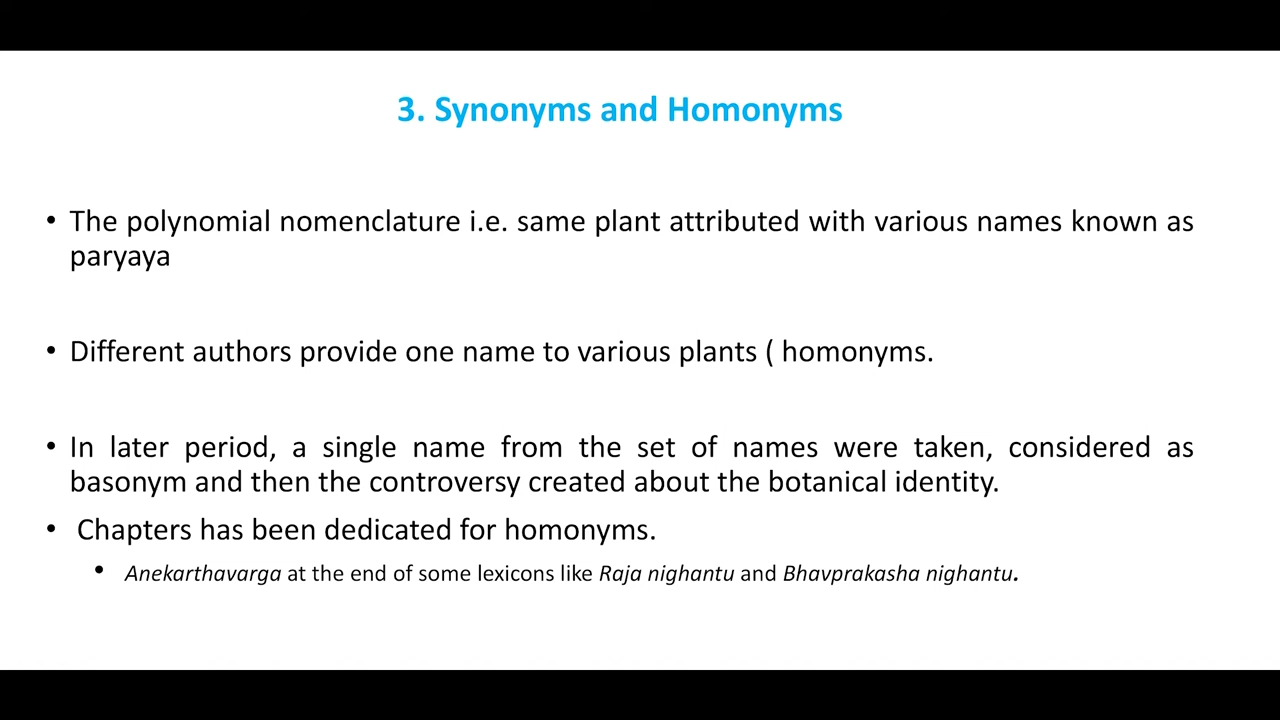 3. Synonyms and Homonyms
• The polynomial nomenclature i.e. same plant attributed with various names known as
paryaya
• Different authors provide one name to various plants ( homonyms.
• In later period, a single name from the set of names were taken, considered as
basonym and then the controversy created about the botanical identity.
• Chapters has been dedicated for homonyms.
• Anekarthavarga at the end of some lexicons like Raja nighantu and Bhavprakasha nighantu.